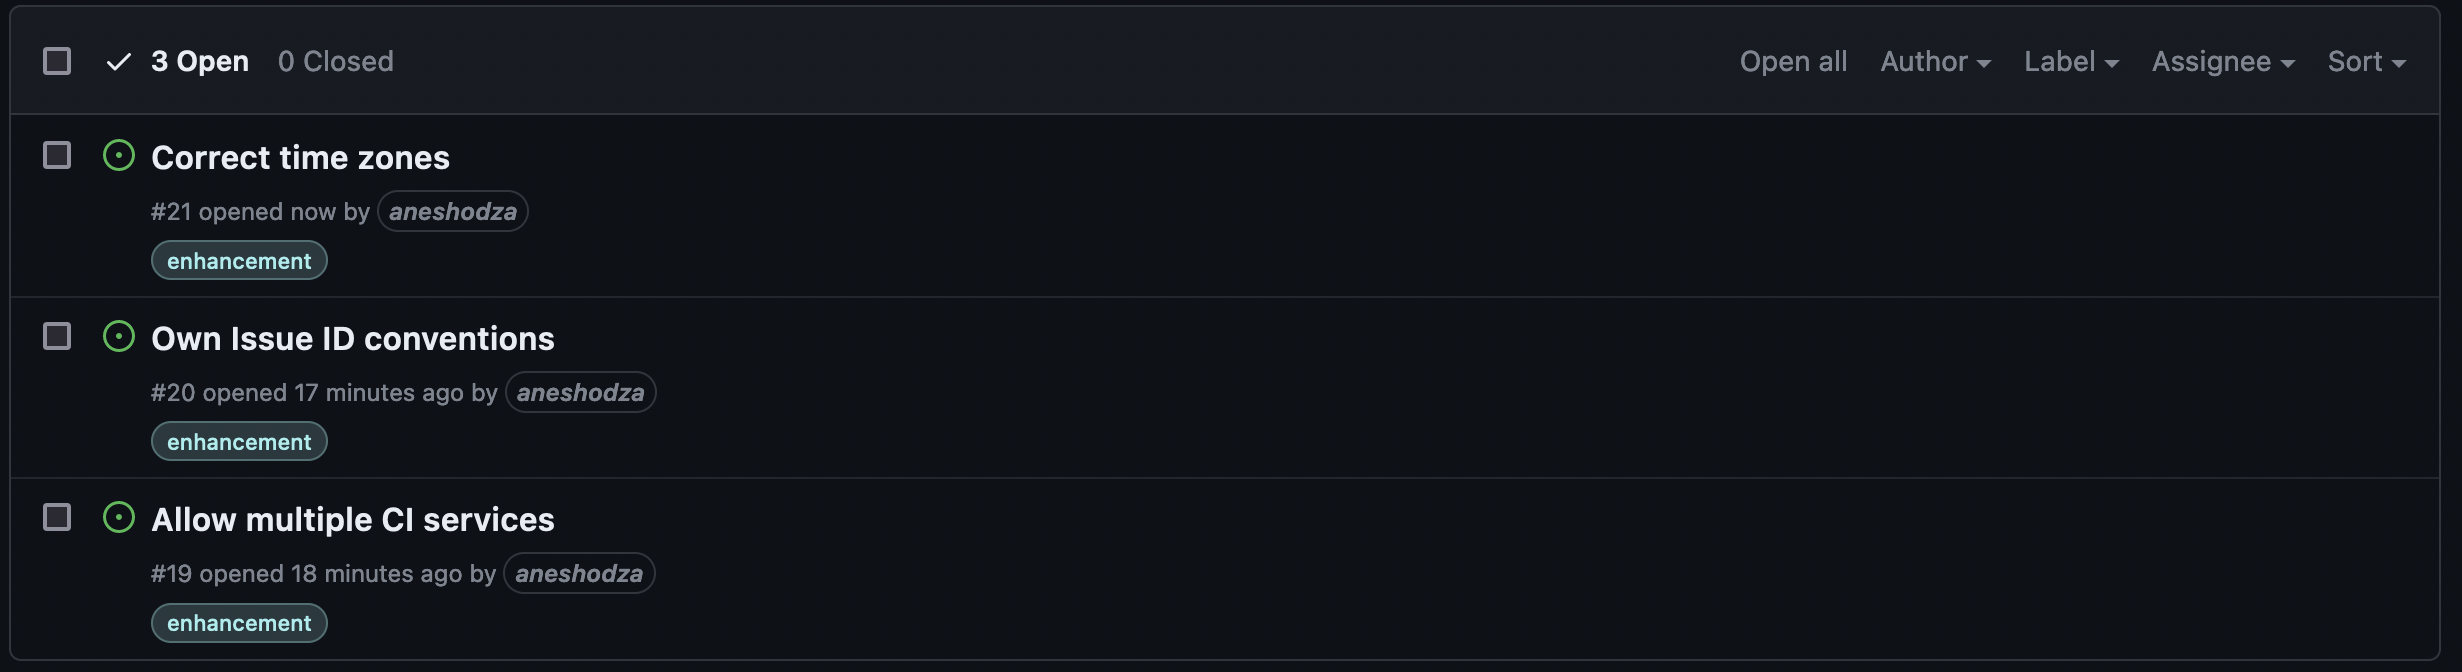 3 Open 0 Closed Open all Author Label Assignee Sort
Correct time zones
#21 opened now by aneshodza
enhancement
Own Issue ID conventions
#20 opened 17 minutes ago by aneshodza
enhancement
Allow multiple CI services
#19 opened 18 minutes ago by aneshodza
enhancement